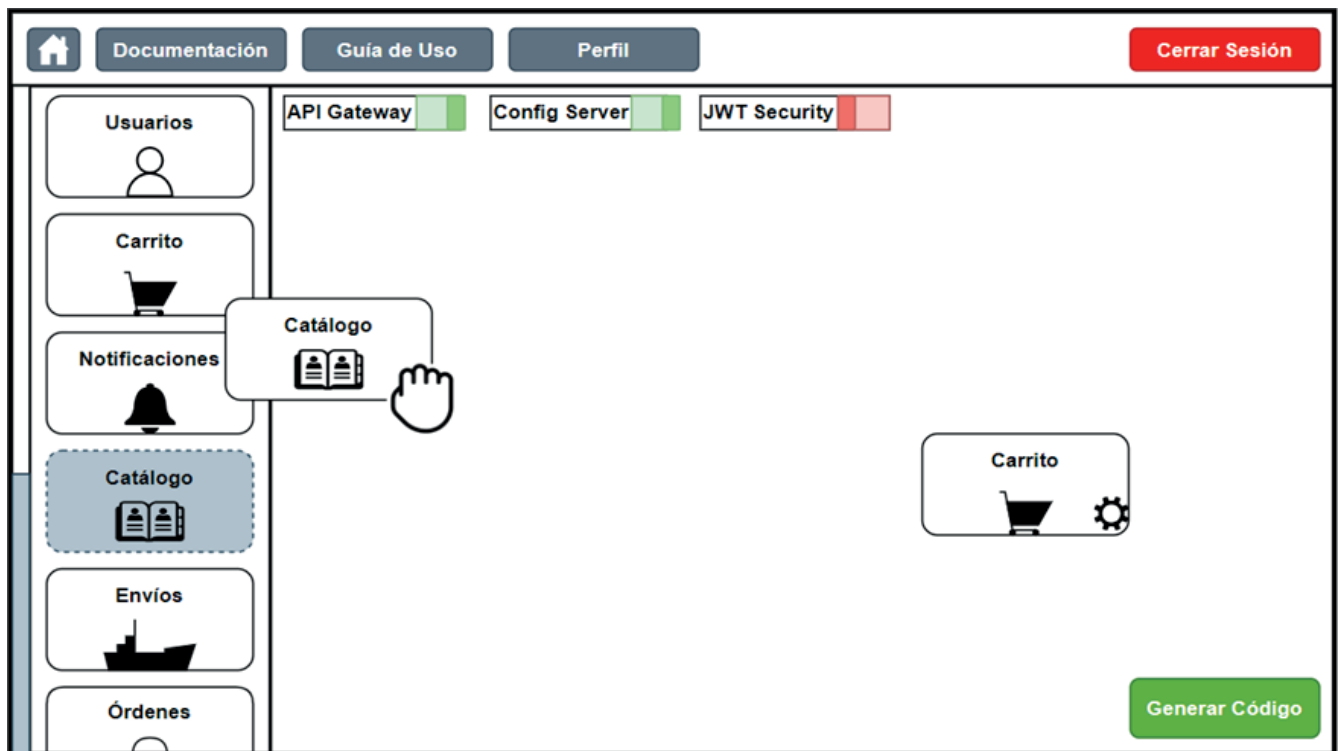 Documentación
Guía de Uso
Perfil
Cerrar Sesión
Usuarios
API Gateway
Config Server
JWT Security
Carrito
Catálogo
Notificaciones
Carrito
Catálogo
Envíos
Órdenes
Generar Código